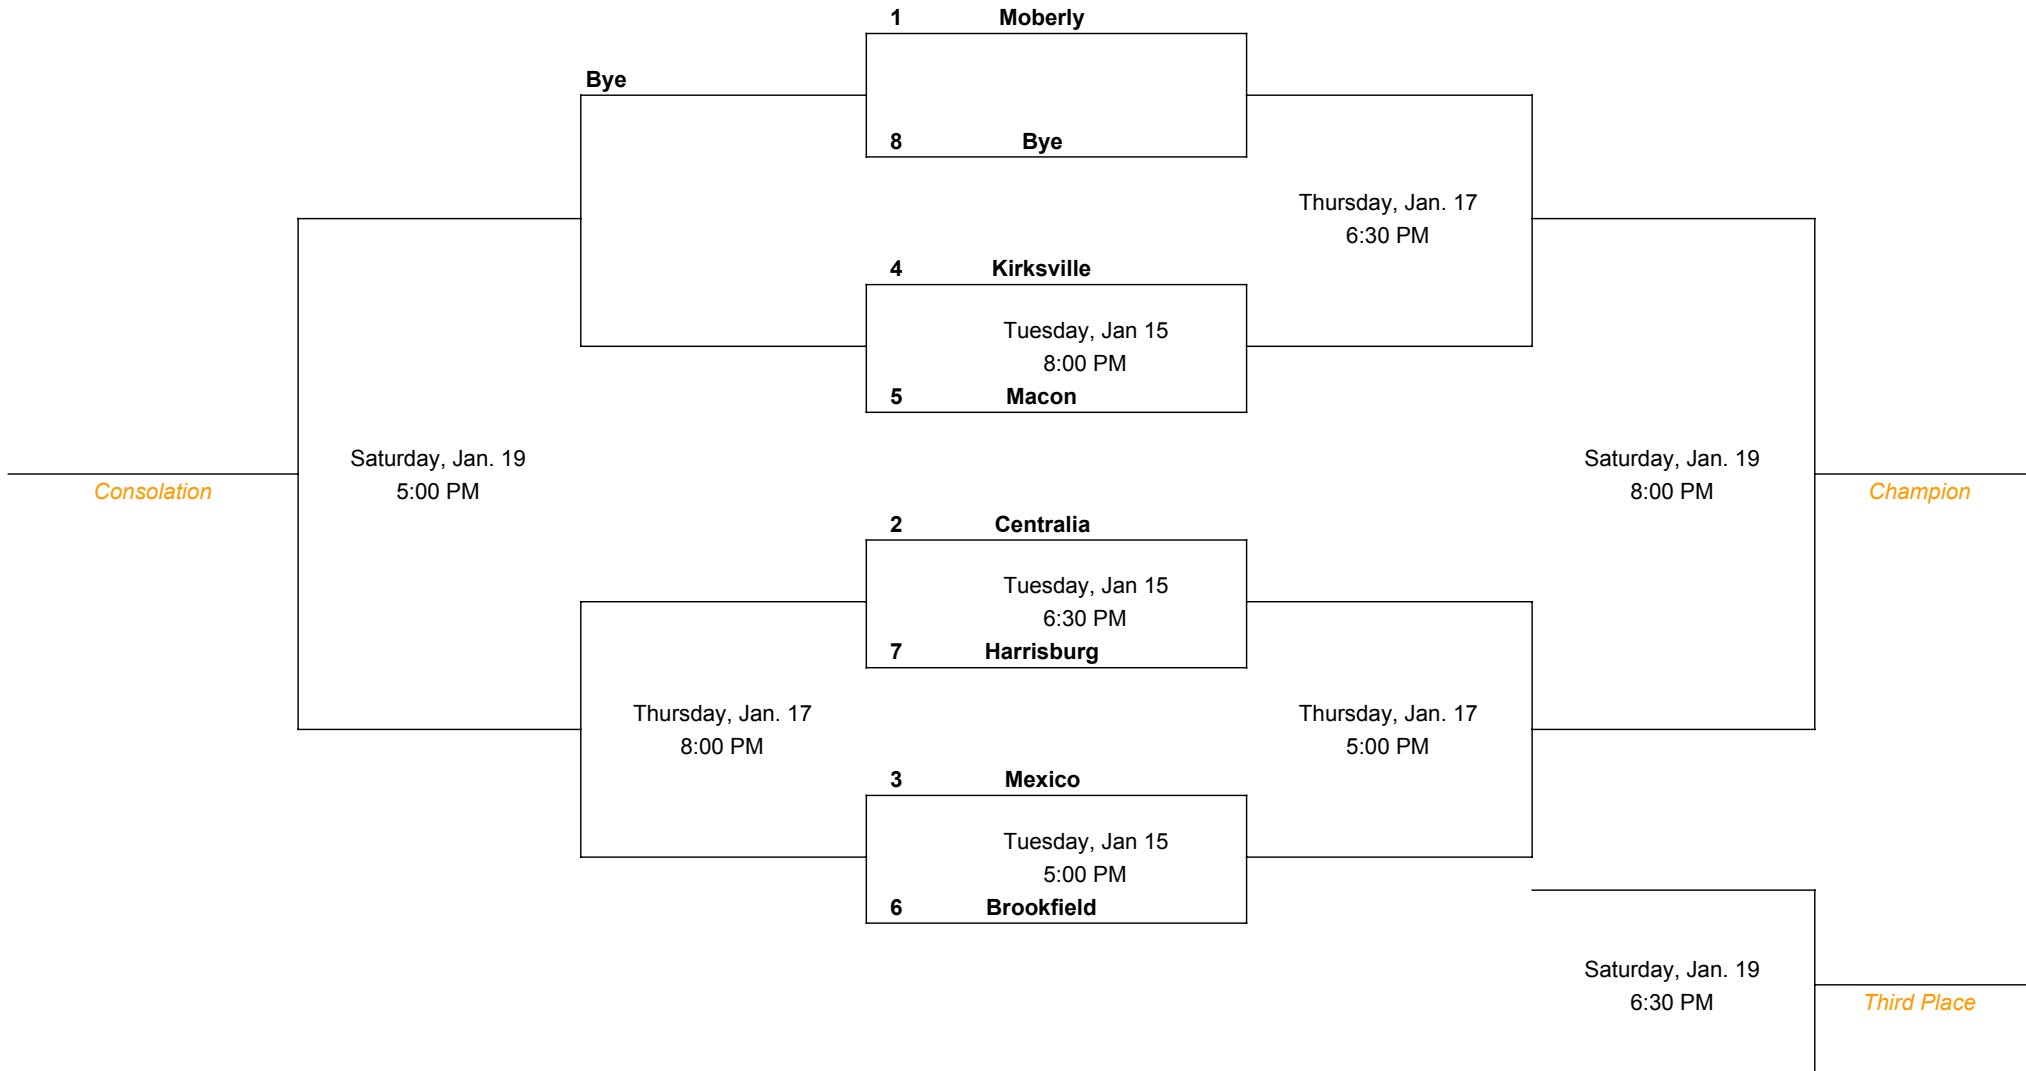 1 Moberly
Bye
8 Bye
Thursday, Jan. 17
6:30 PM
4 Kirksville
Tuesday, Jan 15
8:00 PM
5 Macon
Saturday, Jan. 19
5:00 PM
Consolation
Saturday, Jan. 19
8:00 PM
Champion
2 Centralia
Tuesday, Jan 15
6:30 PM
7 Harrisburg
Thursday, Jan. 17
8:00 PM
Thursday, Jan. 17
5:00 PM
3 Mexico
Tuesday, Jan 15
5:00 PM
6 Brookfield
Saturday, Jan. 19
6:30 PM
Third Place